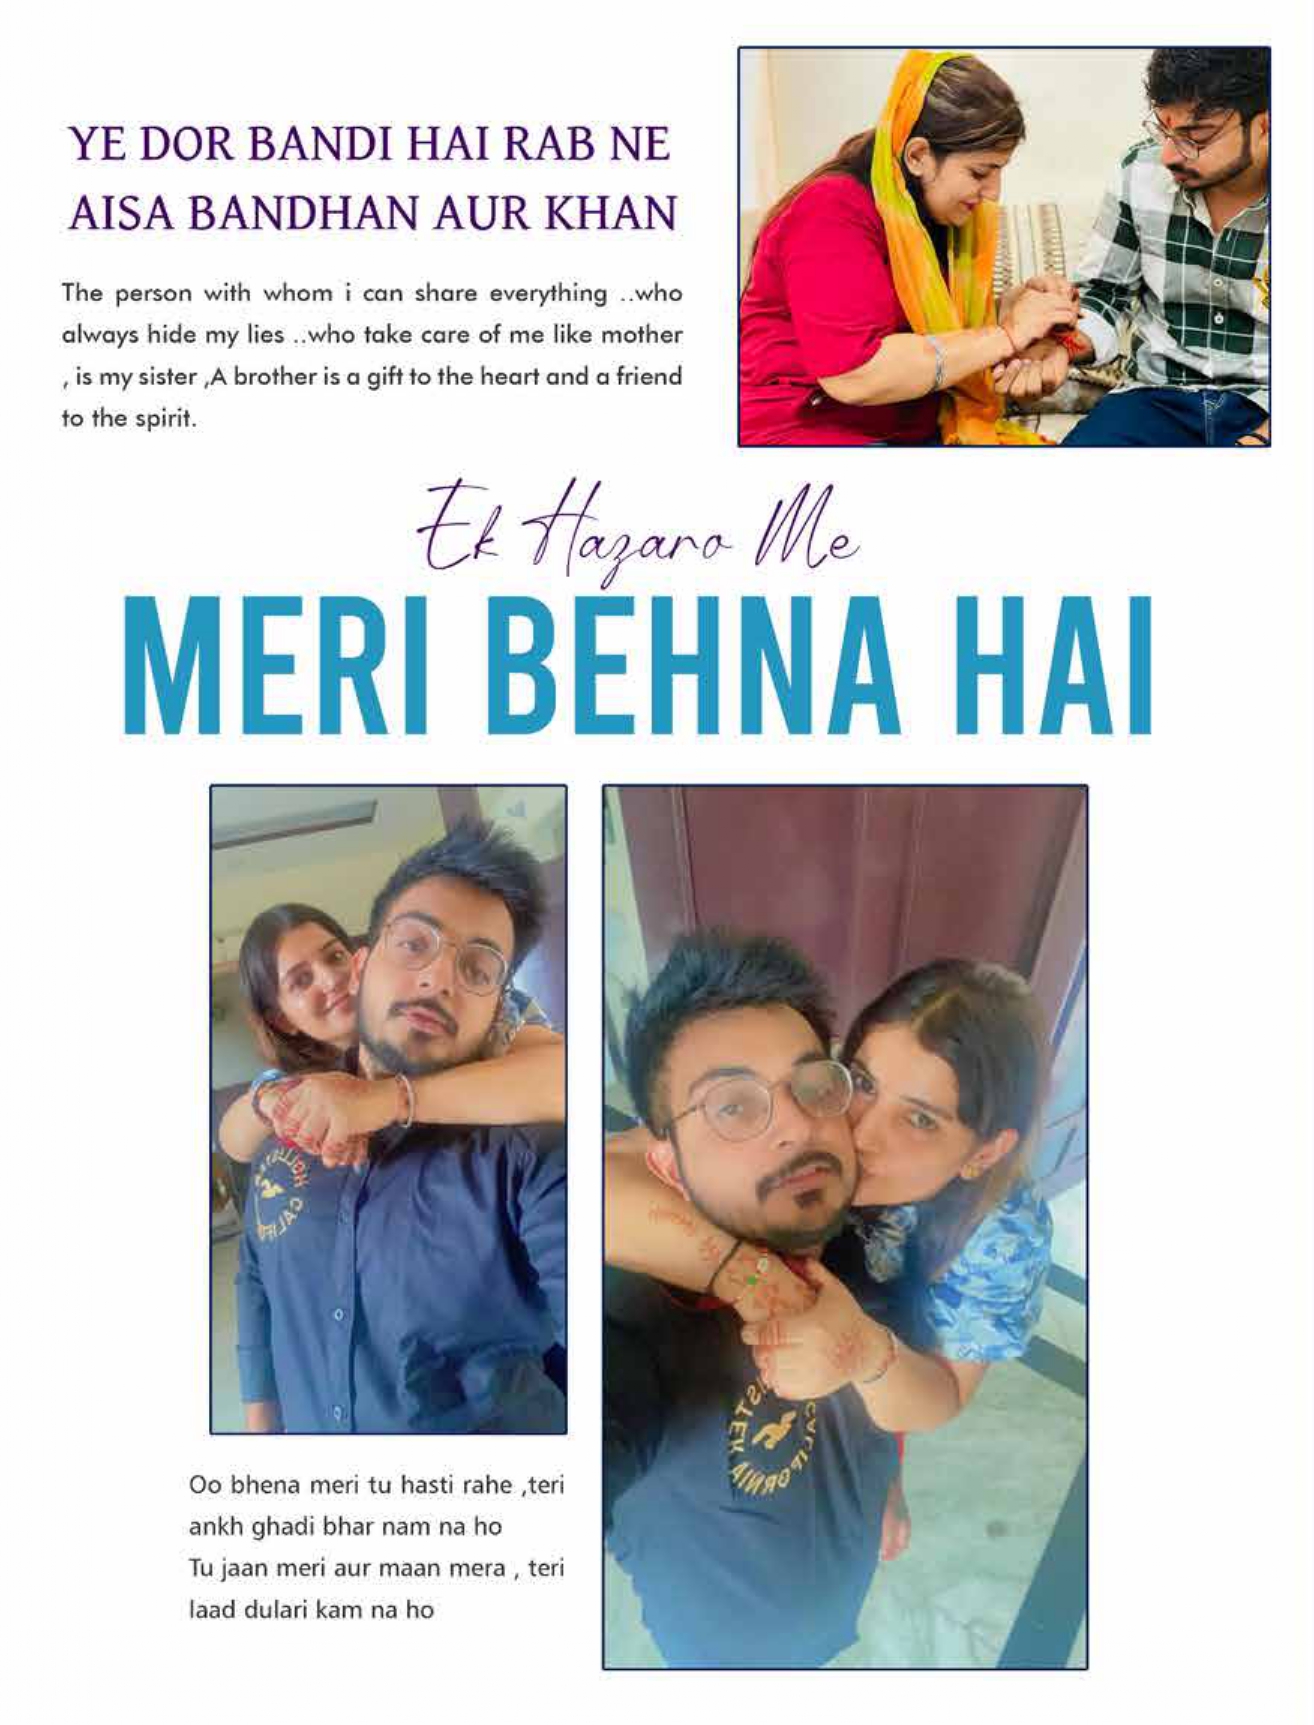 YE DOR BANDI HAI RAB NE
AISA BANDHAN AUR KHAN
The person with whom i can share everything ..who
always hide my lies ..who take care of me like mother
, is my sister ,A brother is a gift to the heart and a friend
to the spirit.
Ek Hazaro Me
MERI BEHNA HAI
Oo bhena meri tu hasti rahe ,teri
ankh ghadi bhar nam na ho
Tu jaan meri aur maan mera , teri
laad dulari kam na ho
CALIFORNIA